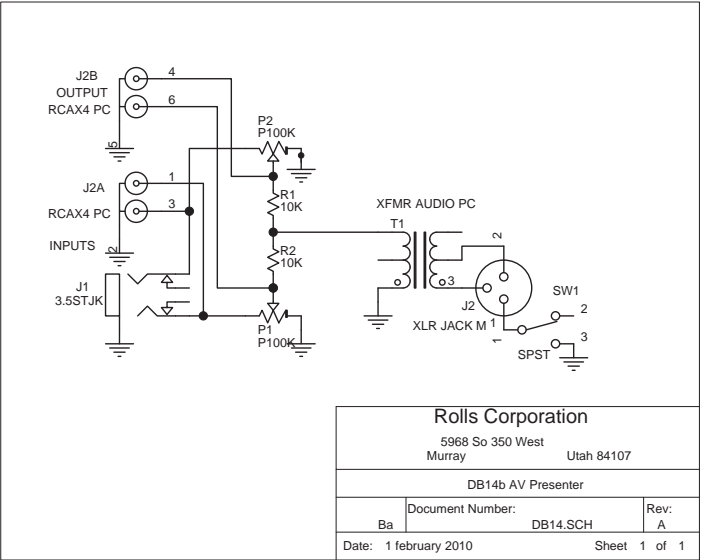 J2B
OUTPUT
RCAX4 PC
4
6
5
P2
P100K
J2A
RCAX4 PC
1
3
INPUTS
2
R1
10K
R2
10K
J1
3.5STJK
P1
P100K
XFMR AUDIO PC
T1
2
3
J2
XLR JACK M
1
1
SW1
2
3
SPST
Rolls Corporation
5968 So 350 West
Murray Utah 84107
DB14b AV Presenter
Document Number: Rev:
Ba DB14.SCH A
Date: 1 february 2010 Sheet 1 of 1